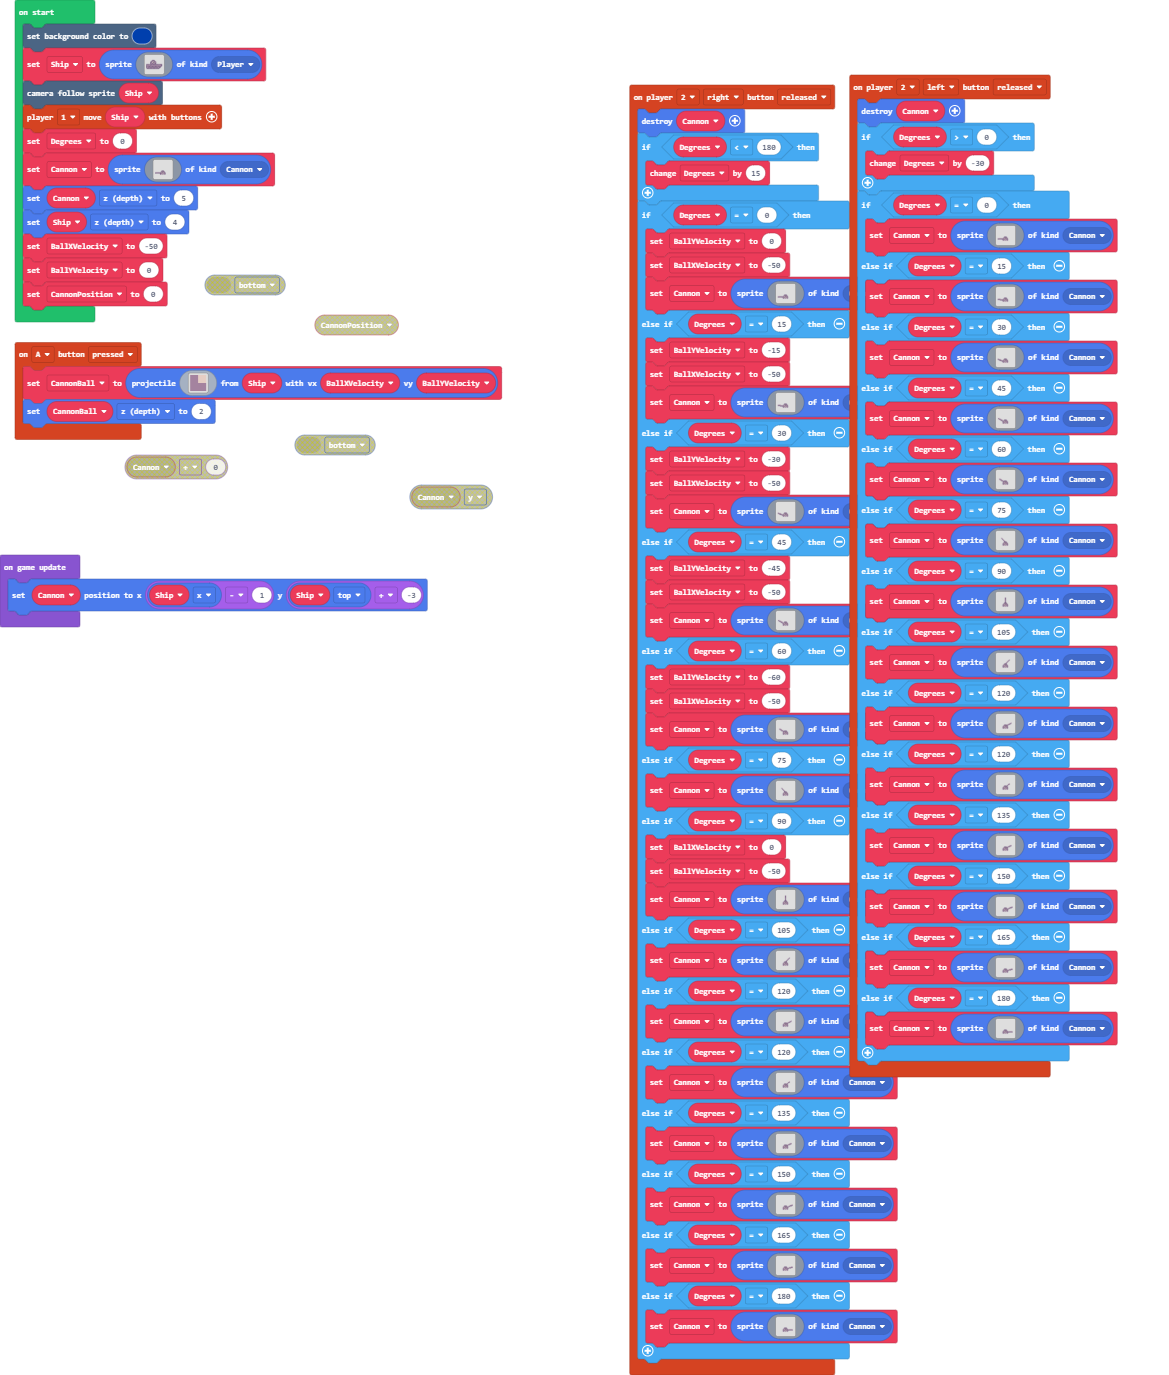 on start
set background color to
set Ship to sprite of kind Player
camera follow sprite Ship
player 1 move Ship with buttons
set Degrees to 0
set Cannon to sprite of kind Cannon
set Cannon z (depth) to 5
set Ship z (depth) to 4
set BallXVelocity to -50
set BallYVelocity to 0
set CannonPosition to 0
bottom
CannonPosition
on A button pressed
set CannonBall to projectile from Ship with vx BallXVelocity vy BallYVelocity
set CannonBall z (depth) to 2
bottom
Cannon + 0
Cannon y
on game update
set Cannon position to x Ship x - 1 y Ship top + -3
on player 2 right button released
destroy Cannon
if Degrees < 180 then
change Degrees by 15
if Degrees = 0 then
set BallYVelocity to 0
set BallXVelocity to -50
set Cannon to sprite of kind
else if Degrees = 15 then
set BallYVelocity to -15
set BallXVelocity to -50
set Cannon to sprite of kind
else if Degrees = 30 then
set BallYVelocity to -30
set BallXVelocity to -50
set Cannon to sprite of kind
else if Degrees = 45 then
set BallYVelocity to -45
set BallXVelocity to -50
set Cannon to sprite of kind
else if Degrees = 60 then
set BallYVelocity to -60
set BallXVelocity to -50
set Cannon to sprite of kind
else if Degrees = 75 then
set Cannon to sprite of kind
else if Degrees = 90 then
set BallXVelocity to 0
set BallYVelocity to -50
set Cannon to sprite of kind
else if Degrees = 105 then
set Cannon to sprite of kind
else if Degrees = 120 then
set Cannon to sprite of kind
else if Degrees = 120 then
set Cannon to sprite of kind Cannon
else if Degrees = 135 then
set Cannon to sprite of kind Cannon
else if Degrees = 150 then
set Cannon to sprite of kind Cannon
else if Degrees = 165 then
set Cannon to sprite of kind Cannon
else if Degrees = 180 then
set Cannon to sprite of kind Cannon
on player 2 left button released
destroy Cannon
if Degrees > 0 then
change Degrees by -30
if Degrees = 0 then
set Cannon to sprite of kind Cannon
else if Degrees = 15 then
set Cannon to sprite of kind Cannon
else if Degrees = 30 then
set Cannon to sprite of kind Cannon
else if Degrees = 45 then
set Cannon to sprite of kind Cannon
else if Degrees = 60 then
set Cannon to sprite of kind Cannon
else if Degrees = 75 then
set Cannon to sprite of kind Cannon
else if Degrees = 90 then
set Cannon to sprite of kind Cannon
else if Degrees = 105 then
set Cannon to sprite of kind Cannon
else if Degrees = 120 then
set Cannon to sprite of kind Cannon
else if Degrees = 120 then
set Cannon to sprite of kind Cannon
else if Degrees = 135 then
set Cannon to sprite of kind Cannon
else if Degrees = 150 then
set Cannon to sprite of kind Cannon
else if Degrees = 165 then
set Cannon to sprite of kind Cannon
else if Degrees = 180 then
set Cannon to sprite of kind Cannon